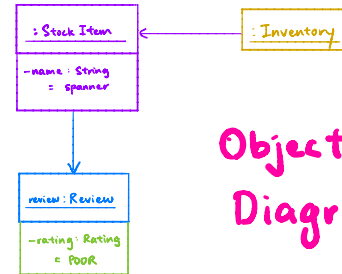 : Stock Item
: Inventory
-name: String
= spanner
Object
Diagr
review: Review
-rating: Rating
= POOR